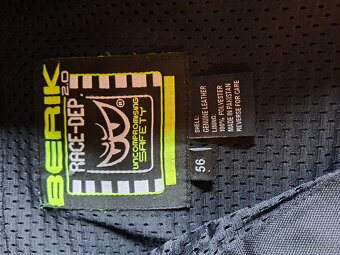 BERIK 2.0
RACE-DEP
UNCOMPROMISING
SAFETY
56
SHELL:
GENUINE LEATHER
LINING:
100% POLYESTER
MADE IN PAKISTAN
REVERSE FOR CARE